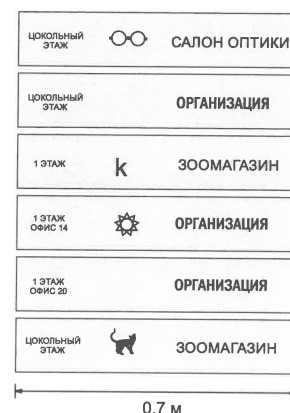 ЦОКОЛЬНЫЙ
ЭТАЖ
САЛОН ОПТИКИ
ЦОКОЛЬНЫЙ
ЭТАЖ
ОРГАНИЗАЦИЯ
1 ЭТАЖ
k
ЗООМАГАЗИН
1 ЭТАЖ
ОФИС 14
ОРГАНИЗАЦИЯ
1 ЭТАЖ
ОФИС 20
ОРГАНИЗАЦИЯ
ЦОКОЛЬНЫЙ
ЭТАЖ
ЗООМАГАЗИН
0,7 м